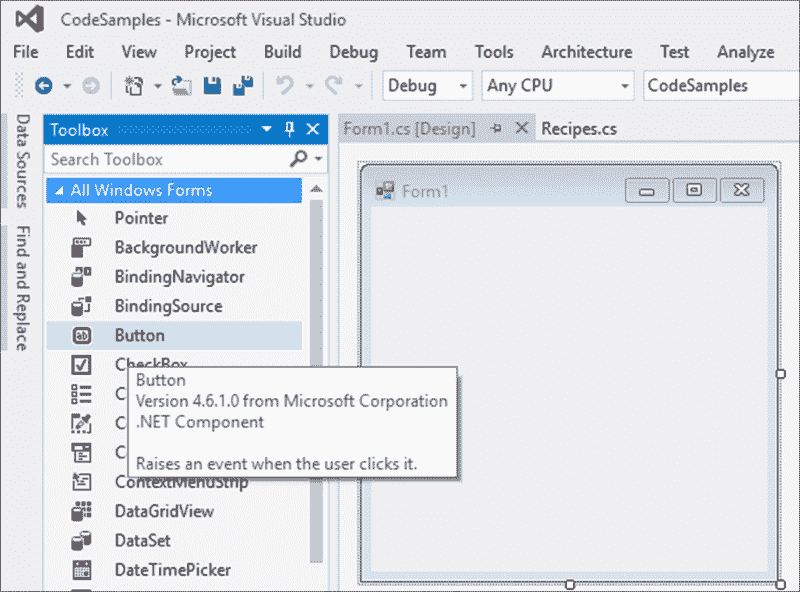 CodeSamples - Microsoft Visual Studio
File Edit View Project Build Debug Team Tools Architecture Test Analyze
Debug Any CPU CodeSamples
Data Sources
Find and Replace
Toolbox
Search Toolbox
All Windows Forms
Pointer
BackgroundWorker
BindingNavigator
BindingSource
Button
CheckBox
Button
Version 4.6.1.0 from Microsoft Corporation
.NET Component
Raises an event when the user clicks it.
ContextMenuStrip
DataGridView
DataSet
DateTimePicker
Form1.cs [Design] Recipes.cs
Form1